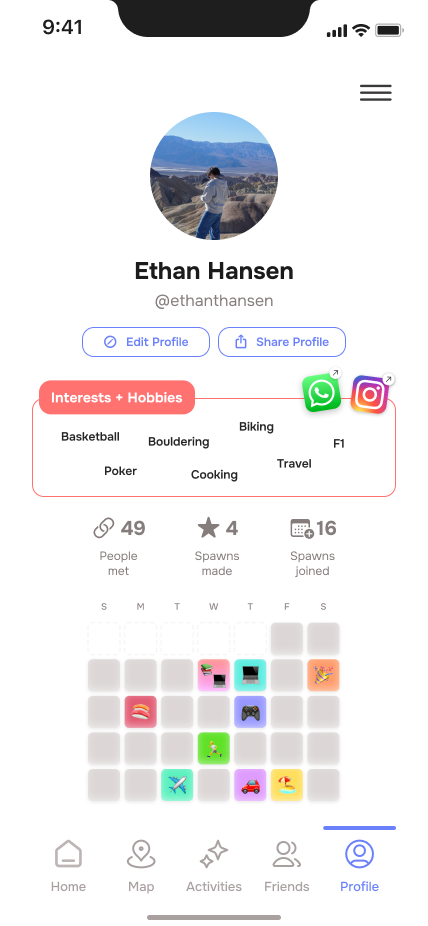 9:41
Ethan Hansen
@ethanthansen
Edit Profile
Share Profile
Interests + Hobbies
Basketball
Bouldering
Biking
F1
Poker
Cooking
Travel
49
4
16
People
met
Spawns
made
Spawns
joined
S M T W T F S
Home
Map
Activities
Friends
Profile